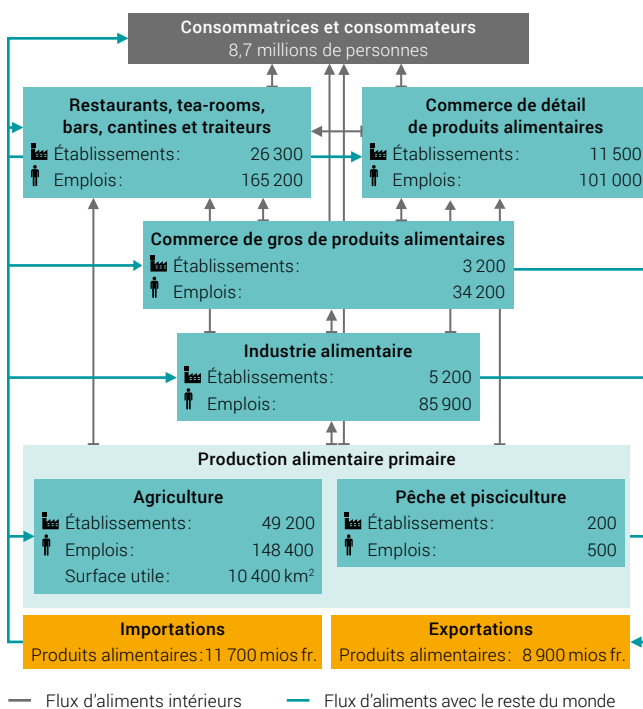 Consommatrices et consommateurs
8,7 millions de personnes
Restaurants, tea-rooms,
bars, cantines et traiteurs
Établissements: 26 300
Emplois: 165 200
Commerce de détail
de produits alimentaires
Établissements: 11 500
Emplois: 101 000
Commerce de gros de produits alimentaires
Établissements: 3 200
Emplois: 34 200
Industrie alimentaire
Établissements: 5 200
Emplois: 85 900
Production alimentaire primaire
Agriculture
Établissements: 49 200
Emplois: 148 400
Surface utile: 10 400 km²
Pêche et pisciculture
Établissements: 200
Emplois: 500
Importations
Produits alimentaires: 11 700 mios fr.
Exportations
Produits alimentaires: 8 900 mios fr.
Flux d'aliments intérieurs
Flux d'aliments avec le reste du monde